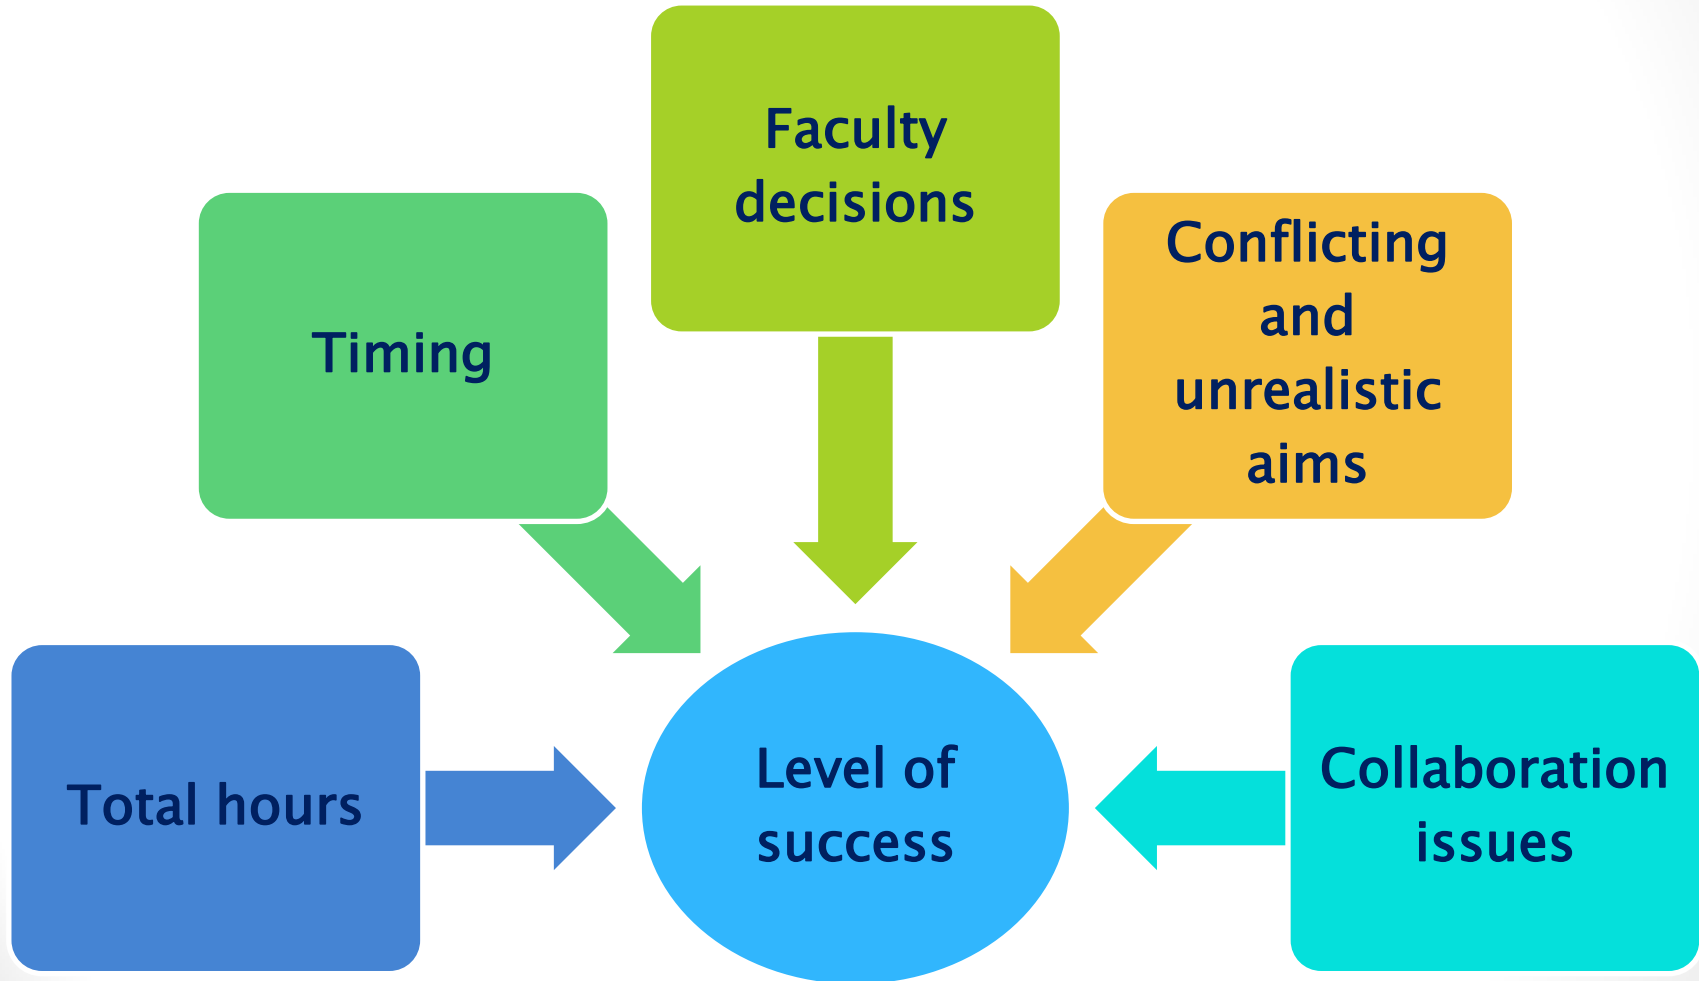 Faculty
decisions
Timing
Conflicting
and
unrealistic
aims
Total hours
Level of
success
Collaboration
issues